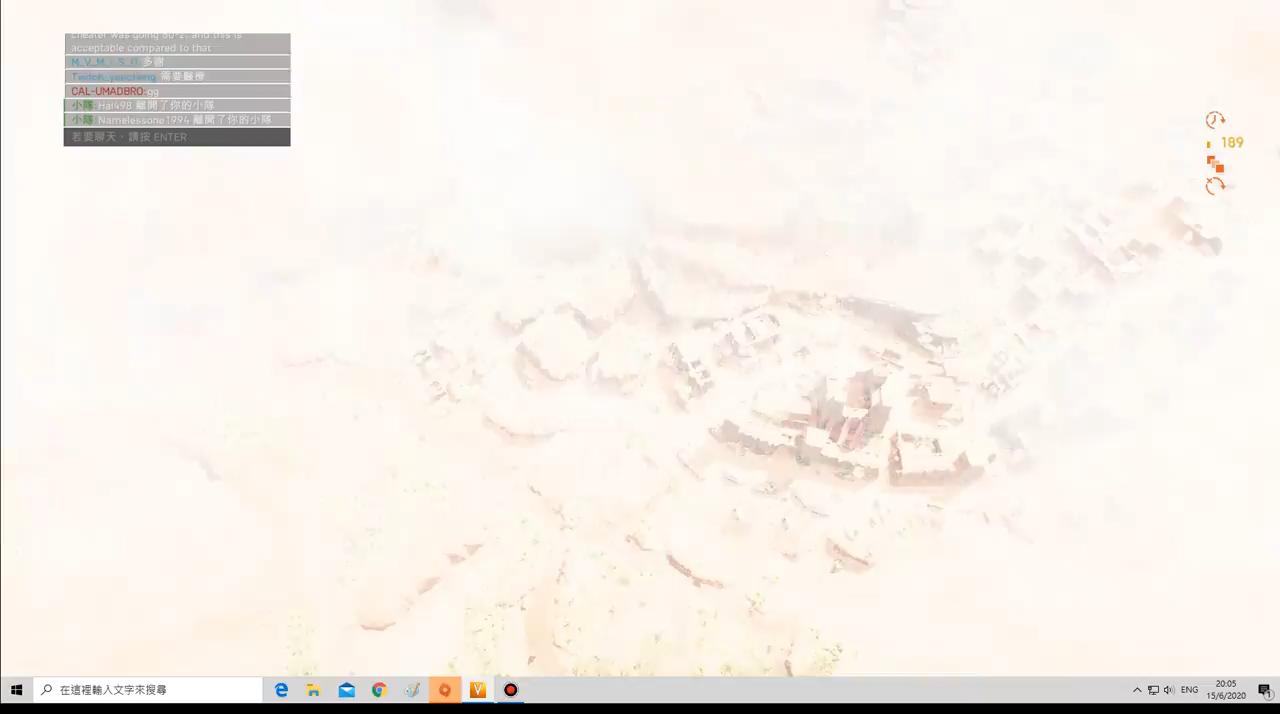 cheater was going 80-2, and this is
acceptable compared to that
多謝
需要醫療
CAL-UMADBRO:gg
小隊: Hai498 離開了你的小隊
小隊: Namelessone1994 離開了你的小隊
若要聊天，請按 ENTER
189
在這裡輸入文字來搜尋
ENG
20:05
15/6/2020
1